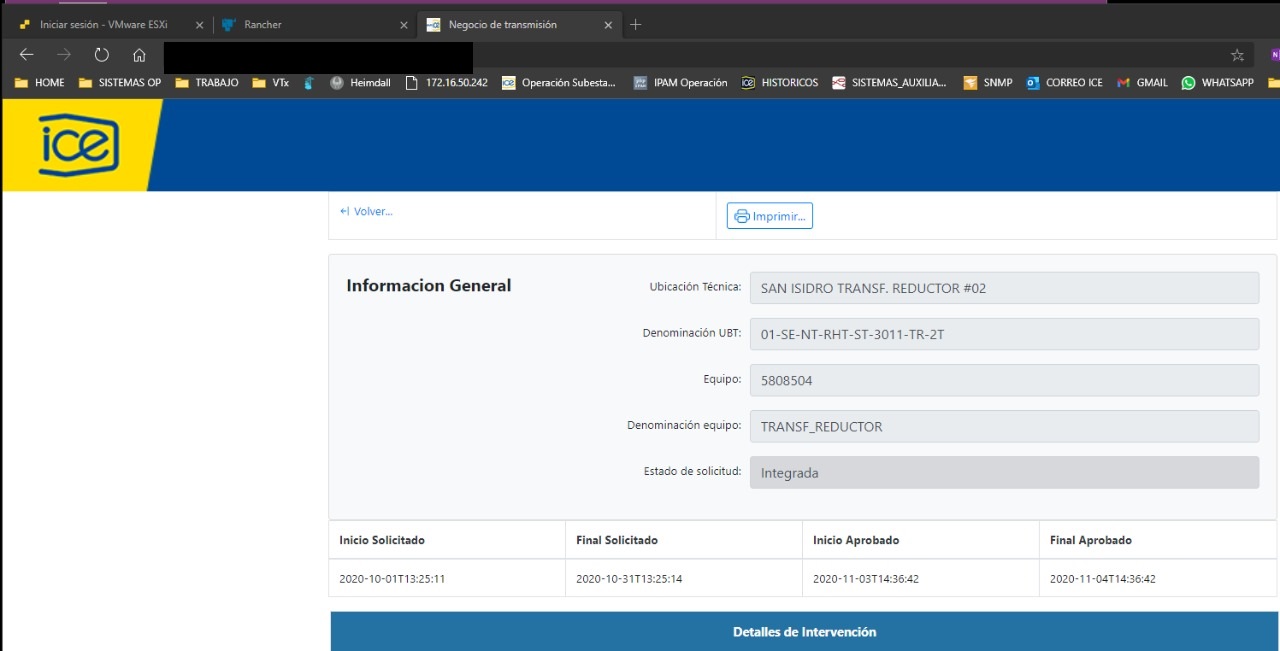 Iniciar sesión - VMware ESXi
Rancher
Negocio de transmisión
HOME SISTEMAS OP TRABAJO VTx Heimdall 172.16.50.242 Operación Subesta... IPAM Operación HISTORICOS SISTEMAS_AUXILIA... SNMP CORREO ICE GMAIL WHATSAPP
ice
Volver...
Imprimir...
Informacion General
Ubicación Técnica: SAN ISIDRO TRANSF. REDUCTOR #02
Denominación UBT: 01-SE-NT-RHT-ST-3011-TR-2T
Equipo: 5808504
Denominación equipo: TRANSF_REDUCTOR
Estado de solicitud: Integrada
Inicio Solicitado Final Solicitado Inicio Aprobado Final Aprobado
2020-10-01T13:25:11 2020-10-31T13:25:14 2020-11-03T14:36:42 2020-11-04T14:36:42
Detalles de Intervención